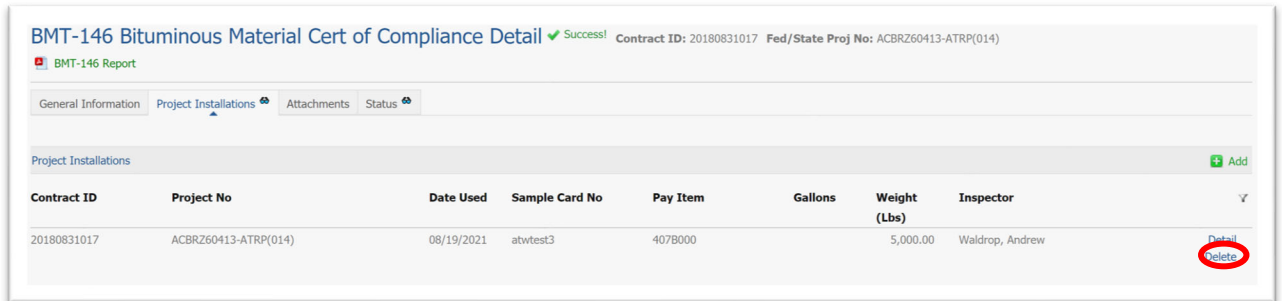 BMT-146 Bituminous Material Cert of Compliance Detail Success! Contract ID: 20180831017 Fed/State Proj No: ACBRZ60413-ATRP(014)
BMT-146 Report
General Information Project Installations Attachments Status
Project Installations Add
Contract ID Project No Date Used Sample Card No Pay Item Gallons Weight (Lbs) Inspector
20180831017 ACBRZ60413-ATRP(014) 08/19/2021 atwtest3 407B000 5,000.00 Waldrop, Andrew Detail
Delete